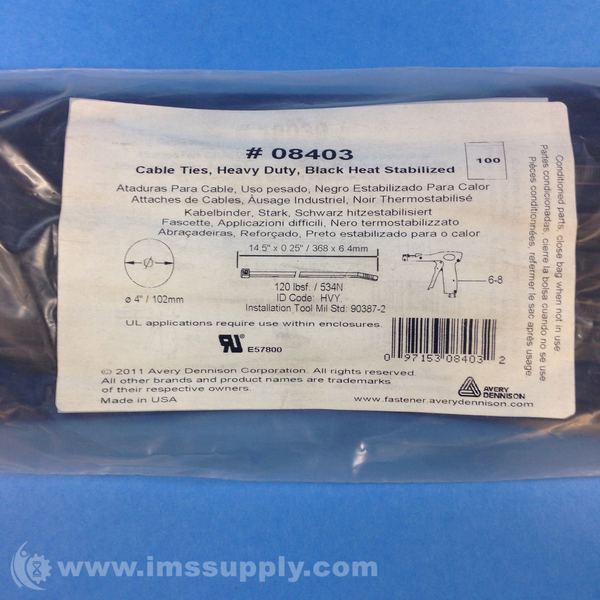 # 08403
100
Cable Ties, Heavy Duty, Black Heat Stabilized
Ataduras Para Cable, Uso pesado, Negro Estabilizado Para Calor
Attaches de Cables, Áusage Industriel, Noir Thermostabilisé
Kabelbinder, Stark, Schwarz hitzestabilisiert
Fascette, Applicazioni difficili, Nero termostabilizzato
Abraçadeiras, Reforçado, Preto estabilizado para o calor
14.5" x 0.25" / 368 x 6.4mm
ø 4" / 102mm
120 lbsf. / 534N
ID Code: HVY.
Installation Tool Mil Std: 90387-2
6-8
UL applications require use within enclosures.
E57800
0 97153 08403 2
© 2011 Avery Dennison Corporation. All rights reserved.
All other brands and product names are trademarks
of their respective owners.
Made in USA
AVERY
DENNISON
www.fastener.averydennison.com
Conditioned parts, close bag when not in use
Partes condicionadas, cierre la bolsa cuando no se use
Pièces conditionnées, refermer le sac après usage
www.imssupply.com